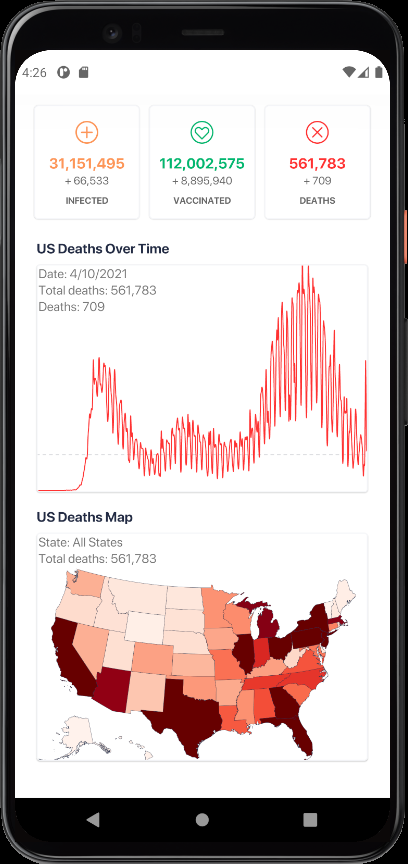 4:26
31,151,495
+ 66,533
INFECTED
112,002,575
+ 8,895,940
VACCINATED
561,783
+ 709
DEATHS
US Deaths Over Time
Date: 4/10/2021
Total deaths: 561,783
Deaths: 709
US Deaths Map
State: All States
Total deaths: 561,783